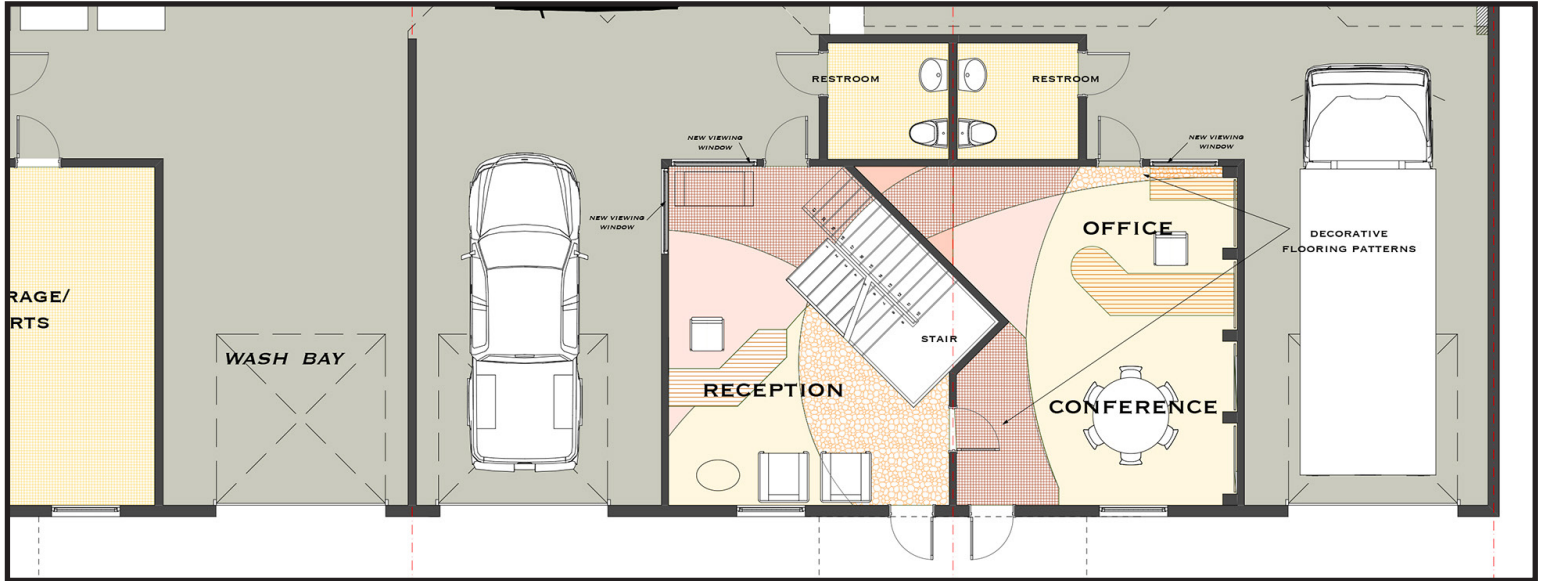 RESTROOM
RESTROOM
NEW VIEWING
WINDOW
NEW VIEWING
WINDOW
NEW VIEWING
WINDOW
OFFICE
DECORATIVE
FLOORING PATTERNS
RAGE/
RTS
WASH BAY
STAIR
RECEPTION
CONFERENCE